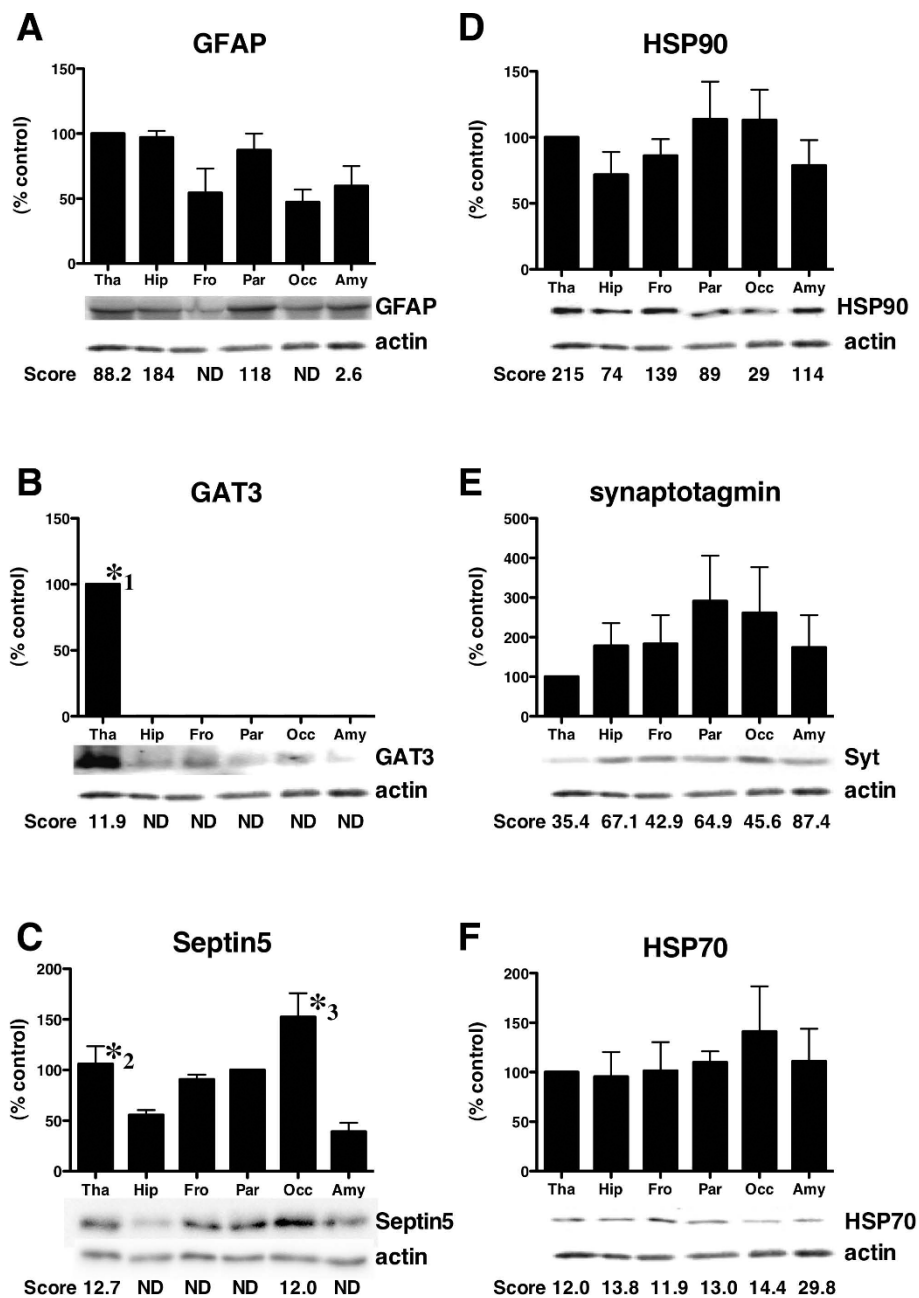 A
GFAP
(% control)
150
100
50
0
Tha Hip Fro Par Occ Amy
GFAP
actin
Score 88.2 184 ND 118 ND 2.6
D
HSP90
(% control)
150
100
50
0
Tha Hip Fro Par Occ Amy
HSP90
actin
Score 215 74 139 89 29 114
B
GAT3
(% control)
150
100
50
0
*1
Tha Hip Fro Par Occ Amy
GAT3
actin
Score 11.9 ND ND ND ND ND
E
synaptotagmin
(% control)
500
400
300
200
100
0
Tha Hip Fro Par Occ Amy
Syt
actin
Score 35.4 67.1 42.9 64.9 45.6 87.4
C
Septin5
(% control)
200
150
100
50
0
*2
*3
Tha Hip Fro Par Occ Amy
Septin5
actin
Score 12.7 ND ND ND 12.0 ND
F
HSP70
(% control)
200
150
100
50
0
Tha Hip Fro Par Occ Amy
HSP70
actin
Score 12.0 13.8 11.9 13.0 14.4 29.8